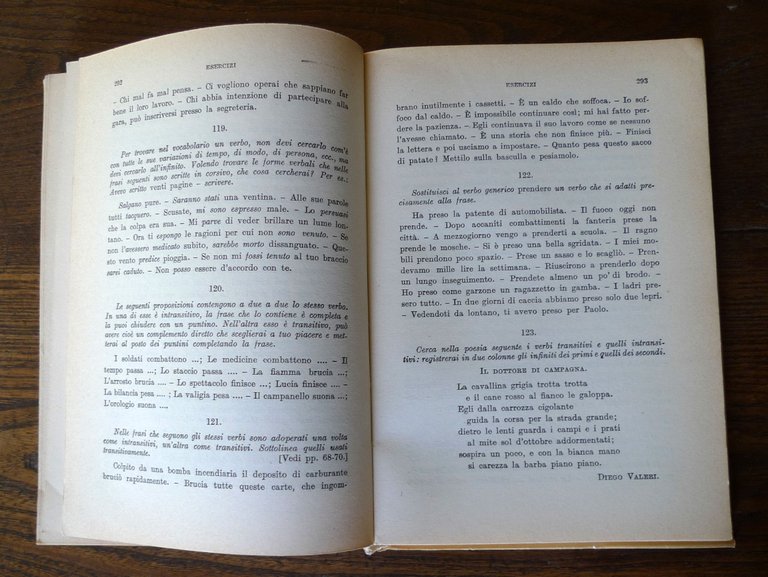 292
ESERCIZI
– Chi mal fa mal pensa. – Ci vogliono operai che sappiano far
bene il loro lavoro. – Chi abbia intenzione di partecipare alla
gara, può inscriversi presso la segreteria.
119.
Per trovare nel vocabolario un verbo, non devi cercarlo com'è
con tutte le sue variazioni di tempo, di modo, di persona, ecc., ma
devi cercarlo all'infinito. Volendo trovare le forme verbali che nelle
frasi seguenti sono scritte in corsivo, che cosa cercherai? Per es.:
Avevo scritto venti pagine – scrivere.
Salgano pure. – Saranno stati una ventina. – Alle sue parole
tutti tacquero. – Scusate, mi sono espresso male. – Lo persuasi
che la colpa era sua. – Mi parve di veder brillare un lume lon-
tano. – Ora ti espongo le ragioni per cui non sono venuto. – Se
non l'avessero medicato subito, sarebbe morto dissanguato. – Que-
sto vento predice pioggia. – Se non mi fossi tenuto al tuo braccio
sarei caduto. – Non posso essere d'accordo con te.
120.
Le seguenti proposizioni contengono a due a due lo stesso verbo.
In una di esse è intransitivo, la frase che lo contiene è completa e
la puoi chiudere con un puntino. Nell'altra esso è transitivo, può
avere cioè un complemento diretto che sceglierai a tuo piacere e met-
terai al posto dei puntini completando la frase.
I soldati combattono ...; Le medicine combattono .... – Il
tempo passa ...; Lo staccio passa .... – La fiamma brucia ...;
L'arrosto brucia .... – Lo spettacolo finisce ...; Lucia finisce ....
La bilancia pesa ...; La valigia pesa .... – Il campanello suona ...;
L'orologio suona ....
121.
Nelle frasi che seguono gli stessi verbi sono adoperati una volta
come intransitivi, un'altra come transitivi. Sottolinea quelli usati
transitivamente.
[Vedi pp. 68-70.]
Colpito da una bomba incendiaria il deposito di carburante
bruciò rapidamente. – Brucia tutte queste carte, che ingom-
ESERCIZI
293
brano inutilmente i cassetti. – È un caldo che soffoca. – Io sof-
foco dal caldo. – È impossibile continuare così; mi hai fatto per-
dere la pazienza. – Egli continuava il suo lavoro come se nessuno
l'avesse chiamato. – È una storia che non finisce più. – Finisci
la lettera e poi usciamo a impostare. – Quanto pesa questo sacco
di patate! Mettilo sulla bascula e pesiamolo.
122.
Sostituisci al verbo generico prendere un verbo che si adatti pre-
cisamente alla frase.
Ha preso la patente di automobilista. – Il fuoco oggi non
prende. – Dopo accaniti combattimenti la fanteria prese la
città. – A mezzogiorno vengo a prenderti a scuola. – Il ragno
prende le mosche. – Si è preso una bella sgridata. – I miei mo-
bili prendono poco spazio. – Prese un sasso e lo scagliò. – Pren-
devamo mille lire la settimana. – Riuscirono a prenderlo dopo
un lungo inseguimento. – Prendete almeno un po' di brodo. –
Ho preso come garzone un ragazzetto in gamba. – I ladri pre-
sero tutto. – In due giorni di caccia abbiamo preso solo due lepri.
– Vedendoti da lontano, ti avevo preso per Paolo.
123.
Cerca nella poesia seguente i verbi transitivi e quelli intransi-
tivi: registrerai in due colonne gli infiniti dei primi e quelli dei secondi.
IL DOTTORE DI CAMPAGNA.
La cavallina grigia trotta trotta
e il cane rosso al fianco le galoppa.
Egli dalla carrozza cigolante
guida la corsa per la strada grande;
dietro le lenti guarda i campi e i prati
al mite sol d'ottobre addormentati;
sospira un poco, e con la bianca mano
si carezza la barba piano piano.
DIEGO VALERI.